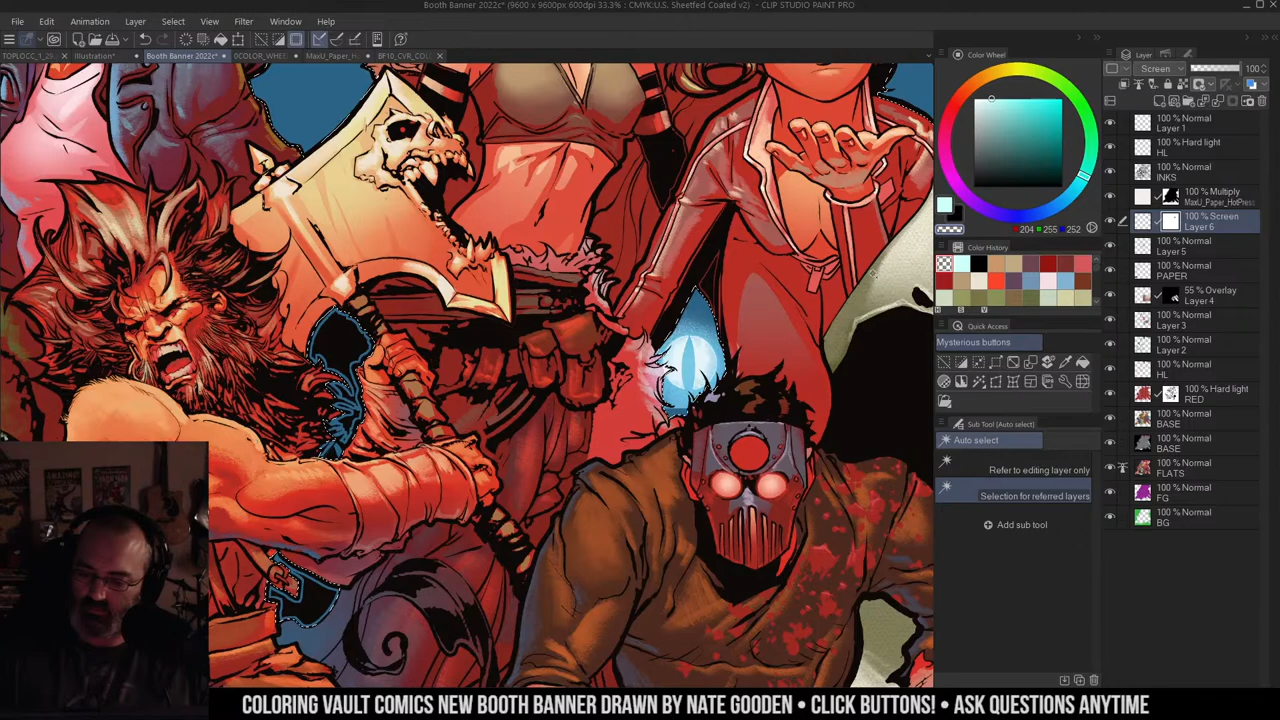 Booth Banner 2022c* (9600 x 9600px 600dpi 33.3% : CMYK:U.S. Sheetfed Coated v2) - CLIP STUDIO PAINT PRO
File Edit Animation Layer Select View Filter Window Help
Illustration* Booth Banner 2022c* 0COLOR_WHEE MaxU_Paper_H BF10_CVR_COL
Color Wheel
204 255 252
Color History
Quick Access
Mysterious buttons
Sub Tool (Auto select)
Auto select
Refer to editing layer only
Selection for referred layers
Add sub tool
Layer
Screen 100
100 % Normal
Layer 1
100 % Hard light
HL
100 % Normal
INKS
100 % Multiply
MaxU_Paper_HotPress
100 % Screen
Layer 6
100 % Normal
Layer 5
100 % Normal
PAPER
55 % Overlay
Layer 4
100 % Normal
Layer 3
100 % Normal
Layer 2
100 % Normal
HL
100 % Hard light
RED
100 % Normal
BASE
100 % Normal
BASE
100 % Normal
FLATS
100 % Normal
FG
100 % Normal
BG
COLORING VAULT COMICS NEW BOOTH BANNER DRAWN BY NATE GOODEN • CLICK BUTTONS! • ASK QUESTIONS ANYTIME